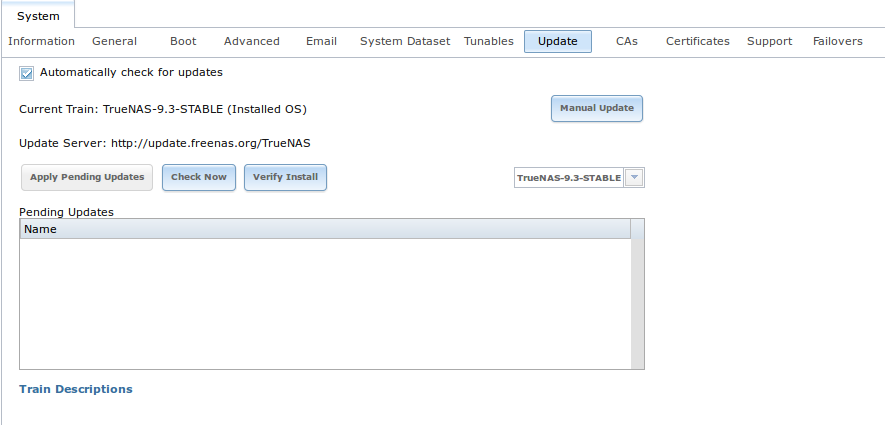 System
Information General Boot Advanced Email System Dataset Tunables Update CAs Certificates Support Failovers
Automatically check for updates
Current Train: TrueNAS-9.3-STABLE (Installed OS)
Manual Update
Update Server: http://update.freenas.org/TrueNAS
Apply Pending Updates Check Now Verify Install TrueNAS-9.3-STABLE
Pending Updates
Name
Train Descriptions